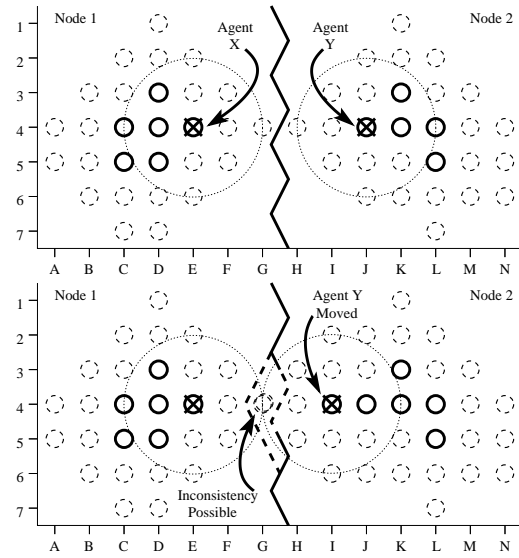 Node 1
Node 2
Agent
X
Agent
Y
1
2
3
4
5
6
7
A B C D E F G H I J K L M N
Node 1
Node 2
Agent Y
Moved
1
2
3
4
5
6
7
Inconsistency
Possible
A B C D E F G H I J K L M N